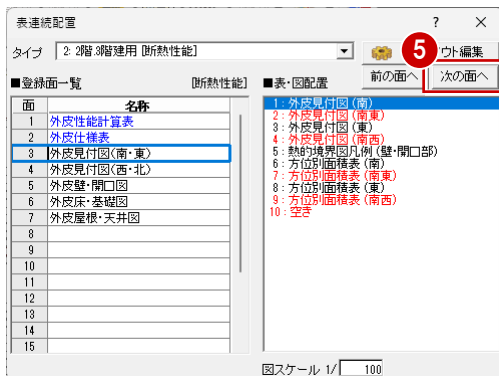 表連続配置
? ×
タイプ 2: 2階.3階建用 [断熱性能]
5
ウト編集
■登録面一覧 [断熱性能]
■表・図配置
前の面へ
次の面へ
面 名称
1 外皮性能計算表
2 外皮仕様表
3 外皮見付図(南・東)
4 外皮見付図(西・北)
5 外皮壁・開口図
6 外皮床・基礎図
7 外皮屋根・天井図
8
9
10
11
12
13
14
15
1: 外皮見付図 (南)
2: 外皮見付図 (南東)
3: 外皮見付図 (東)
4: 外皮見付図 (南西)
5: 熱的境界図凡例 (壁・開口部)
6: 方位別面積表 (南)
7: 方位別面積表 (南東)
8: 方位別面積表 (東)
9: 方位別面積表 (南西)
10: 空き
図スケール 1/ 100